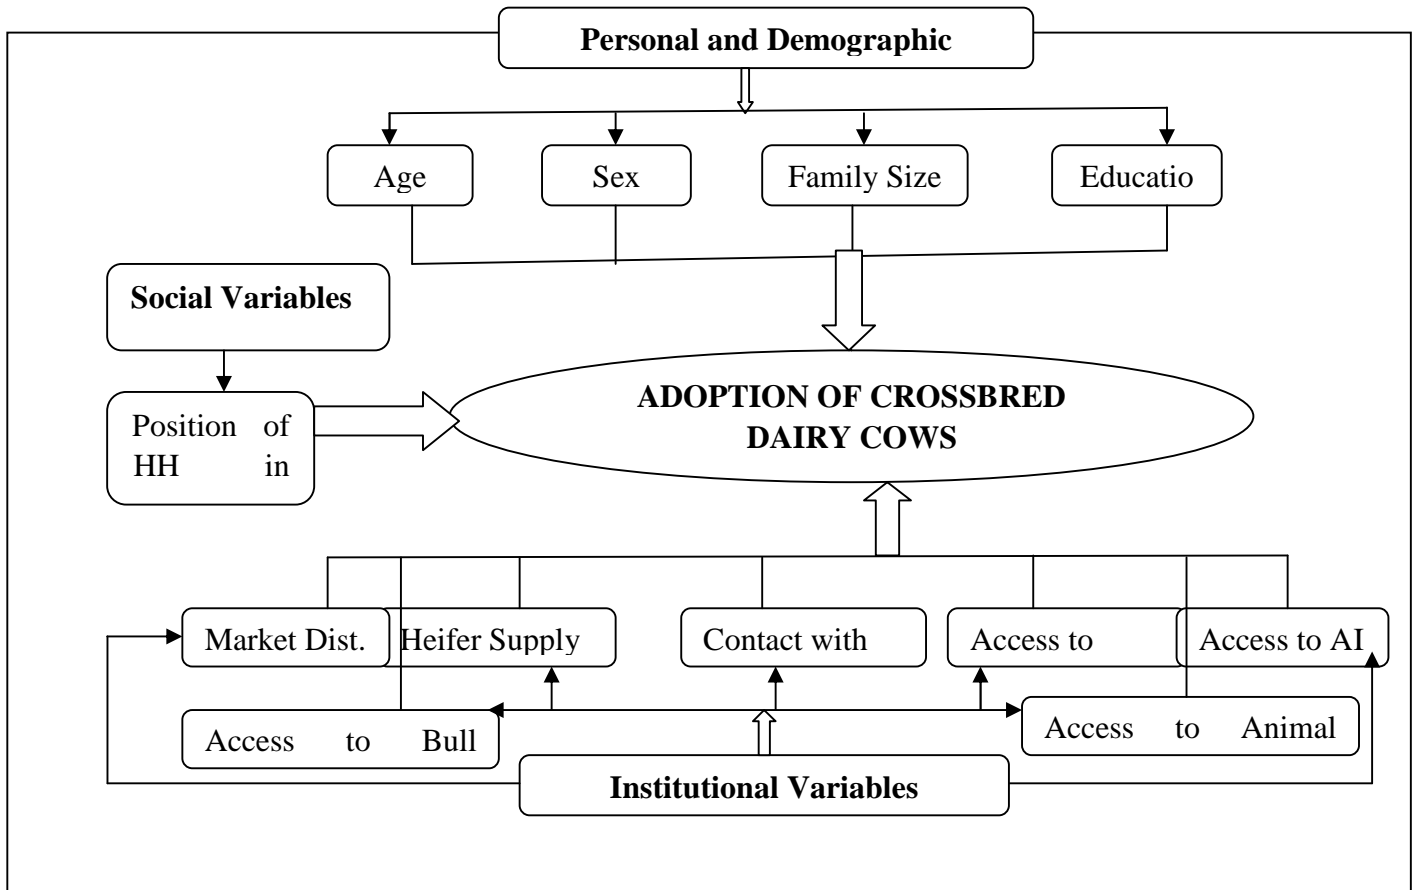 Personal and Demographic
Age
Sex
Family Size
Educatio
Social Variables
Position of
HH in
ADOPTION OF CROSSBRED
DAIRY COWS
Market Dist.
Heifer Supply
Contact with
Access to
Access to AI
Access to Bull
Access to Animal
Institutional Variables